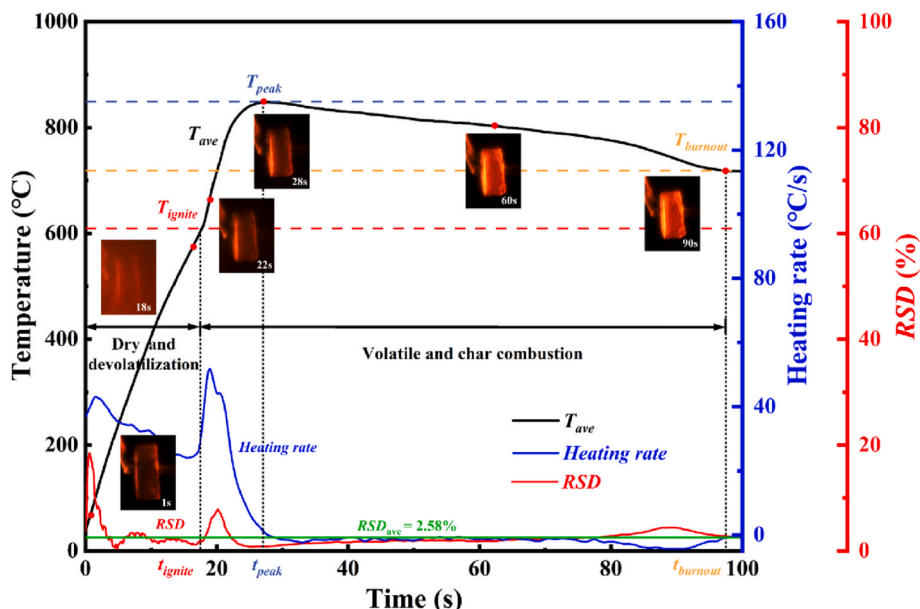 1000
800
600
400
200
0
Temperature (°C)
0
20
40
60
80
100
Time (s)
160
120
80
40
0
Heating rate (°C/s)
100
80
60
40
20
0
RSD (%)
T_peak
T_ave
T_burnout
T_ignite
28s
60s
22s
90s
18s
Dry and
devolatilization
Volatile and char combustion
1s
Heating rate
T_ave
Heating rate
RSD
RSD
RSD_ave = 2.58%
t_ignite
t_peak
t_burnout